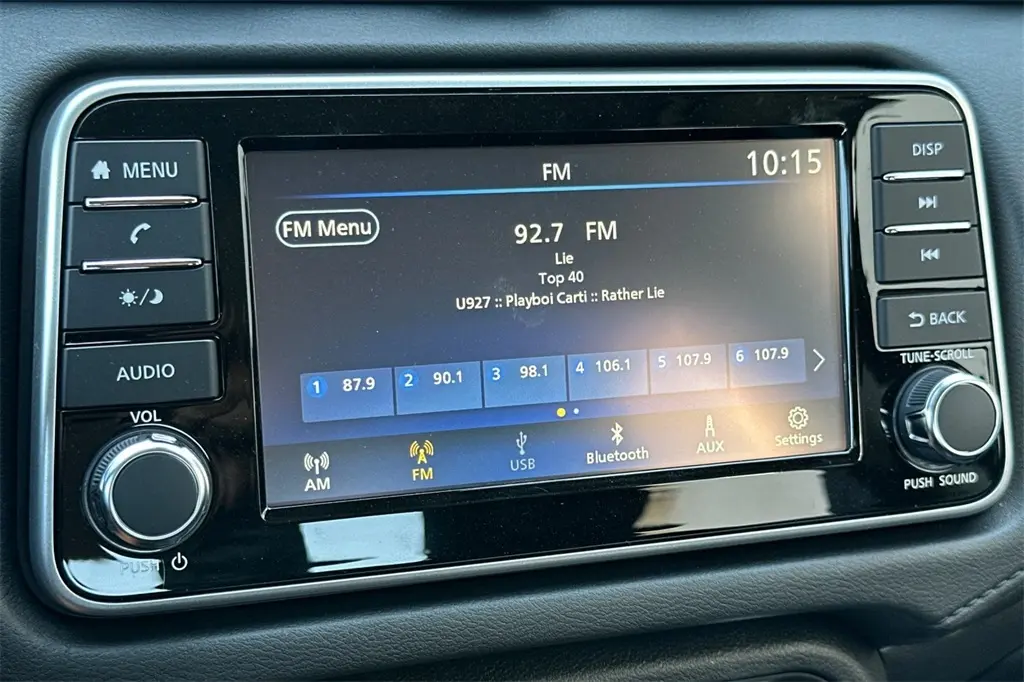 MENU
AUDIO
VOL
PUSH
FM 10:15
FM Menu
92.7 FM
Lie
Top 40
U927 :: Playboi Carti :: Rather Lie
1 87.9 2 90.1 3 98.1 4 106.1 5 107.9 6 107.9
AM FM USB Bluetooth AUX Settings
DISP
BACK
TUNE·SCROLL
PUSH SOUND